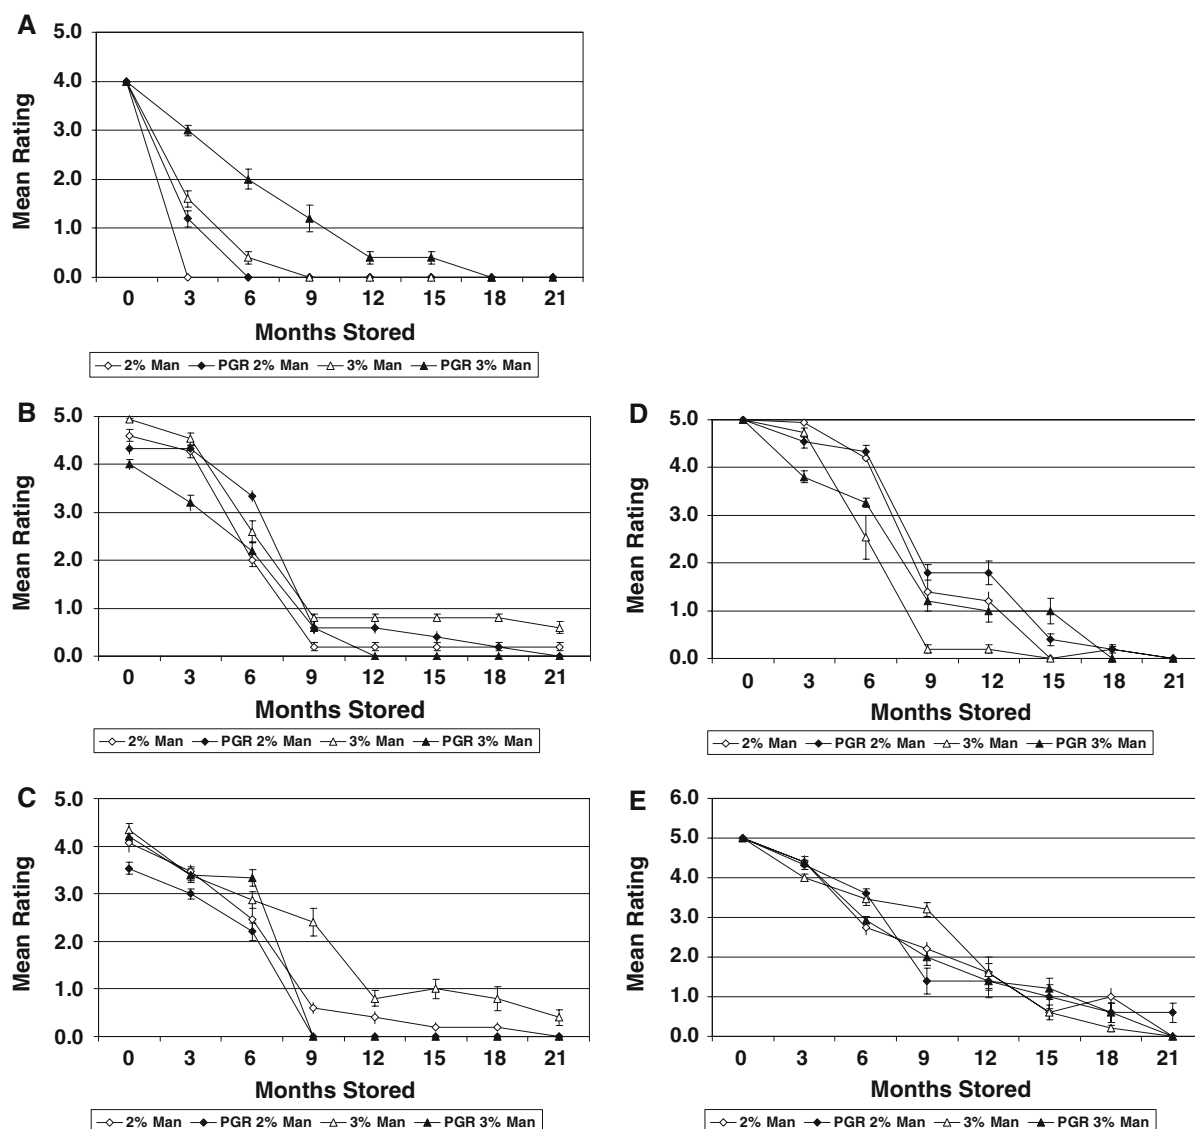 A
5.0
4.0
3.0
2.0
1.0
0.0
Mean Rating
0 3 6 9 12 15 18 21
Months Stored
2% Man PGR 2% Man 3% Man PGR 3% Man
B
5.0
4.0
3.0
2.0
1.0
0.0
Mean Rating
0 3 6 9 12 15 18 21
Months Stored
2% Man PGR 2% Man 3% Man PGR 3% Man
C
5.0
4.0
3.0
2.0
1.0
0.0
Mean Rating
0 3 6 9 12 15 18 21
Months Stored
2% Man PGR 2% Man 3% Man PGR 3% Man
D
5.0
4.0
3.0
2.0
1.0
0.0
Mean Rating
0 3 6 9 12 15 18 21
Months Stored
2% Man PGR 2% Man 3% Man PGR 3% Man
E
6.0
5.0
4.0
3.0
2.0
1.0
0.0
Mean Rating
0 3 6 9 12 15 18 21
Months Stored
2% Man PGR 2% Man 3% Man PGR 3% Man